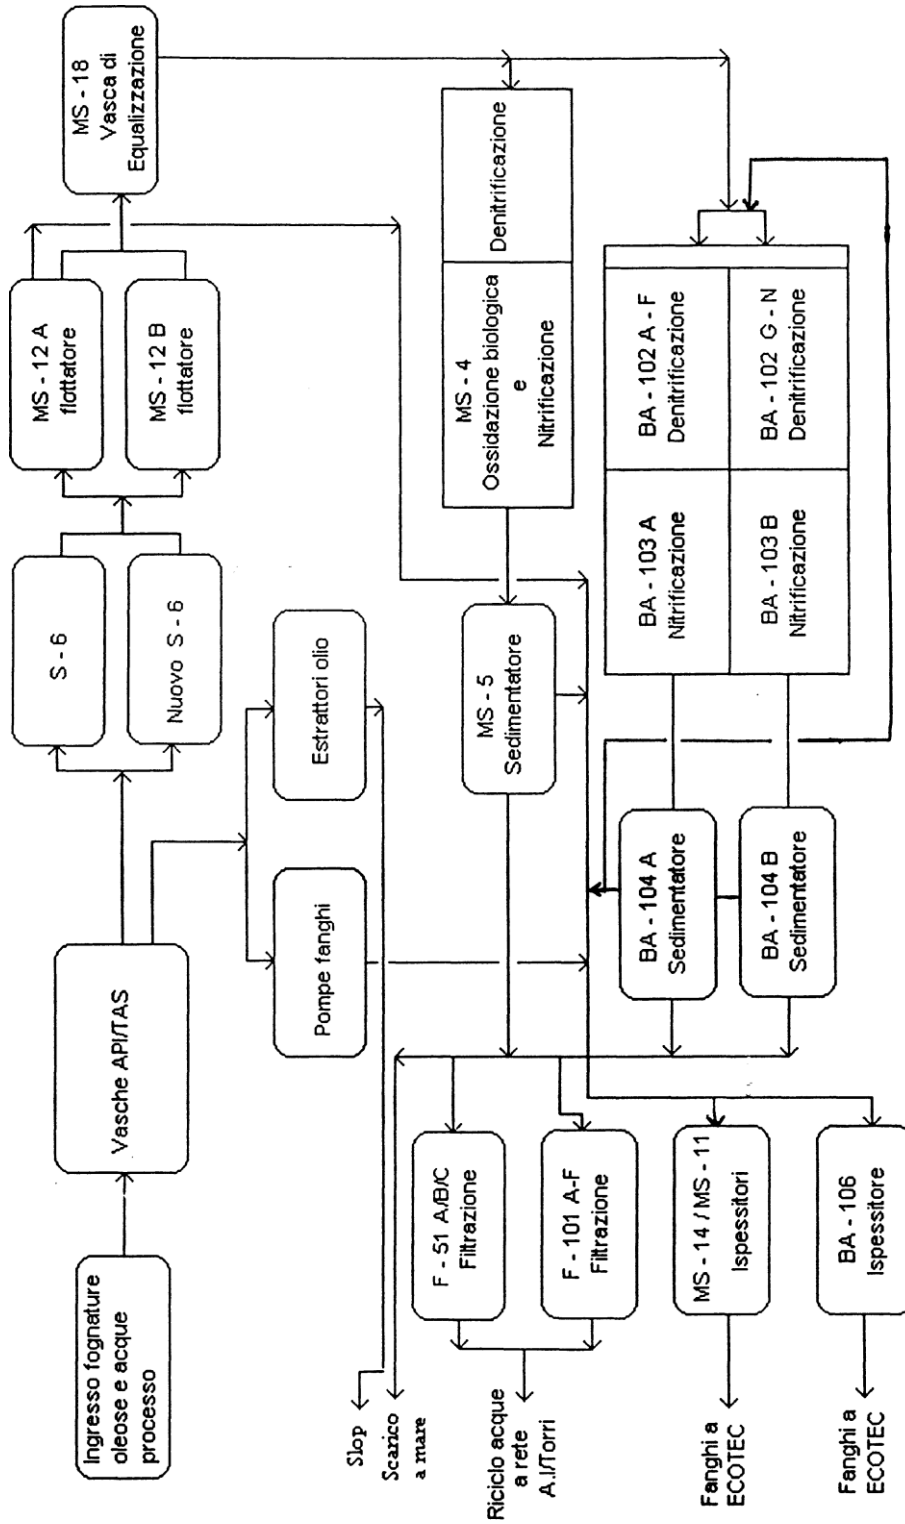 Ingresso fognature
oleose e acque
processo
Vasche API/TAS
S - 6
Nuovo S - 6
MS - 12 A
flottatore
MS - 12 B
flottatore
MS - 18
Vasca di
Equalizzazione
Pompe fanghi
Estrattori olio
MS - 5
Sedimentatore
MS - 4
Ossidazione biologica
e
Nitrificazione
Denitrificazione
BA - 104 A
Sedimentatore
BA - 104 B
Sedimentatore
BA - 103 A
Nitrificazione
BA - 103 B
Nitrificazione
BA - 102 A - F
Denitrificazione
BA - 102 G - N
Denitrificazione
F - 51 A/B/C
Filtrazione
F - 101 A-F
Filtrazione
MS - 14 / MS - 11
Ispessitori
BA - 106
Ispessitore
Slop
Scarico
a mare
Riciclo acque
a rete
A.I/Torri
Fanghi a
ECOTEC
Fanghi a
ECOTEC